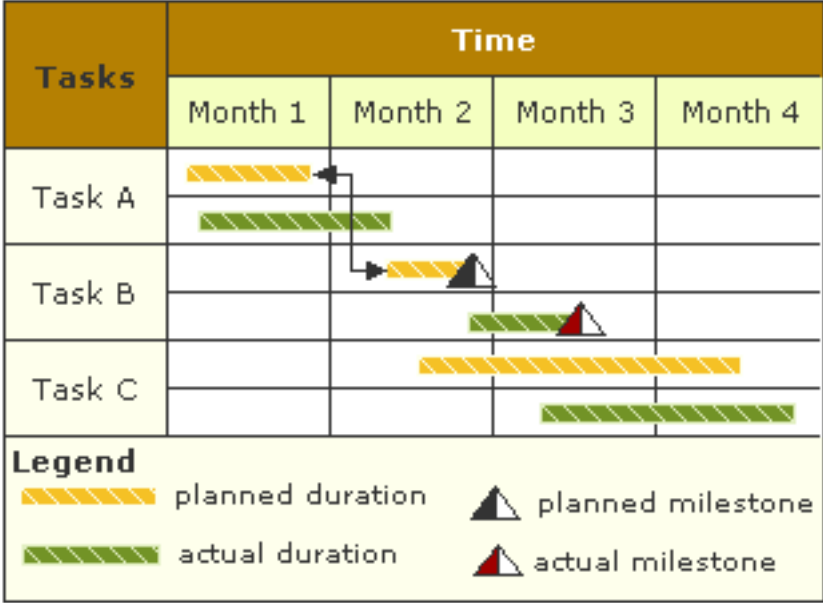 Tasks
Time
Month 1
Month 2
Month 3
Month 4
Task A
Task B
Task C
Legend
planned duration
planned milestone
actual duration
actual milestone